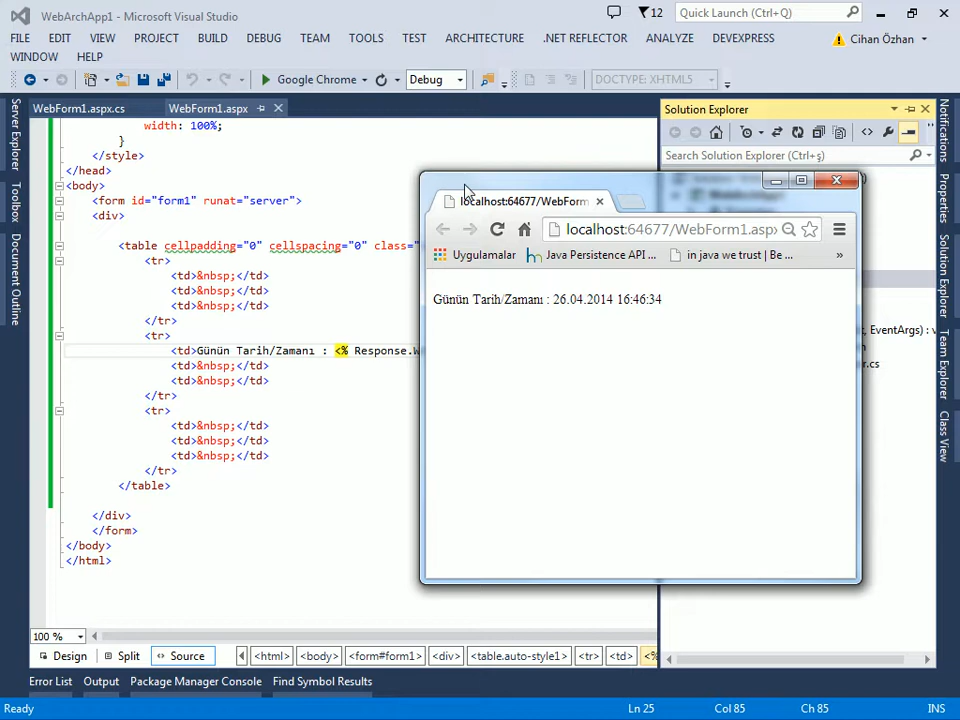 WebArchApp1 - Microsoft Visual Studio
12
Quick Launch (Ctrl+Q)
FILE EDIT VIEW PROJECT BUILD DEBUG TEAM TOOLS TEST ARCHITECTURE .NET REFLECTOR ANALYZE DEVEXPRESS
Cihan Özhan
WINDOW HELP
Google Chrome
Debug
DOCTYPE: XHTML5
WebForm1.aspx.cs
WebForm1.aspx
Server Explorer
Toolbox
Document Outline
width: 100%;
}
</style>
</head>
<body>
<form id="form1" runat="server">
<div>
<table cellpadding="0" cellspacing="0" class="
<tr>
<td>&nbsp;</td>
<td>&nbsp;</td>
<td>&nbsp;</td>
</tr>
<tr>
<td>Günün Tarih/Zamanı : <% Response.W
<td>&nbsp;</td>
<td>&nbsp;</td>
</tr>
<tr>
<td>&nbsp;</td>
<td>&nbsp;</td>
<td>&nbsp;</td>
</tr>
</table>
</div>
</form>
</body>
</html>
localhost:64677/WebForm
localhost:64677/WebForm1.asp
Uygulamalar
Java Persistence API ...
in java we trust | Be ...
»
Günün Tarih/Zamanı : 26.04.2014 16:46:34
Solution Explorer
Search Solution Explorer (Ctrl+ş)
, EventArgs) : v
.cs
Notifications
Properties
Solution Explorer
Team Explorer
Class View
100 %
Design
Split
Source
<html> <body> <form#form1> <div> <table.auto-style1> <tr> <td> <%
Error List Output Package Manager Console Find Symbol Results
Ready
Ln 25
Col 85
Ch 85
INS